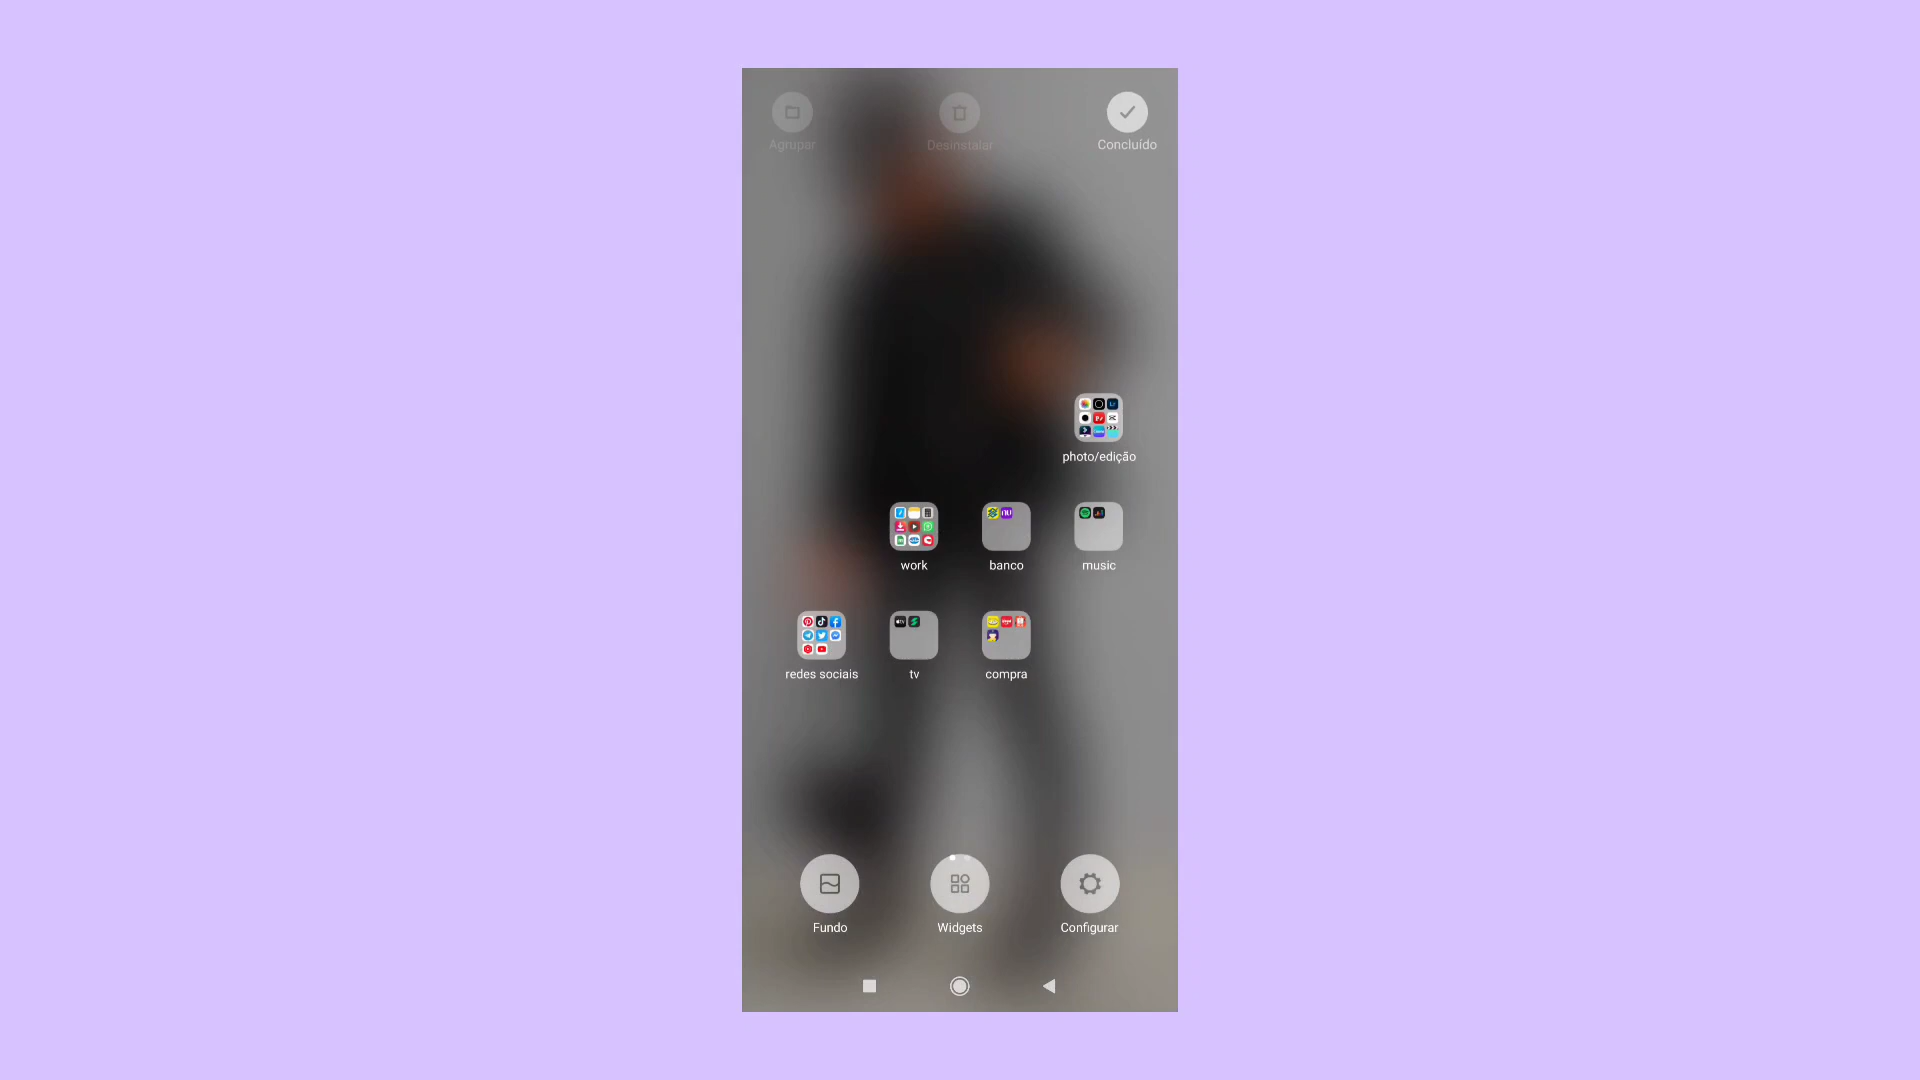 Agrupar
Desinstalar
Concluído
photo/edição
work
banco
music
redes sociais
tv
compra
Fundo
Widgets
Configurar